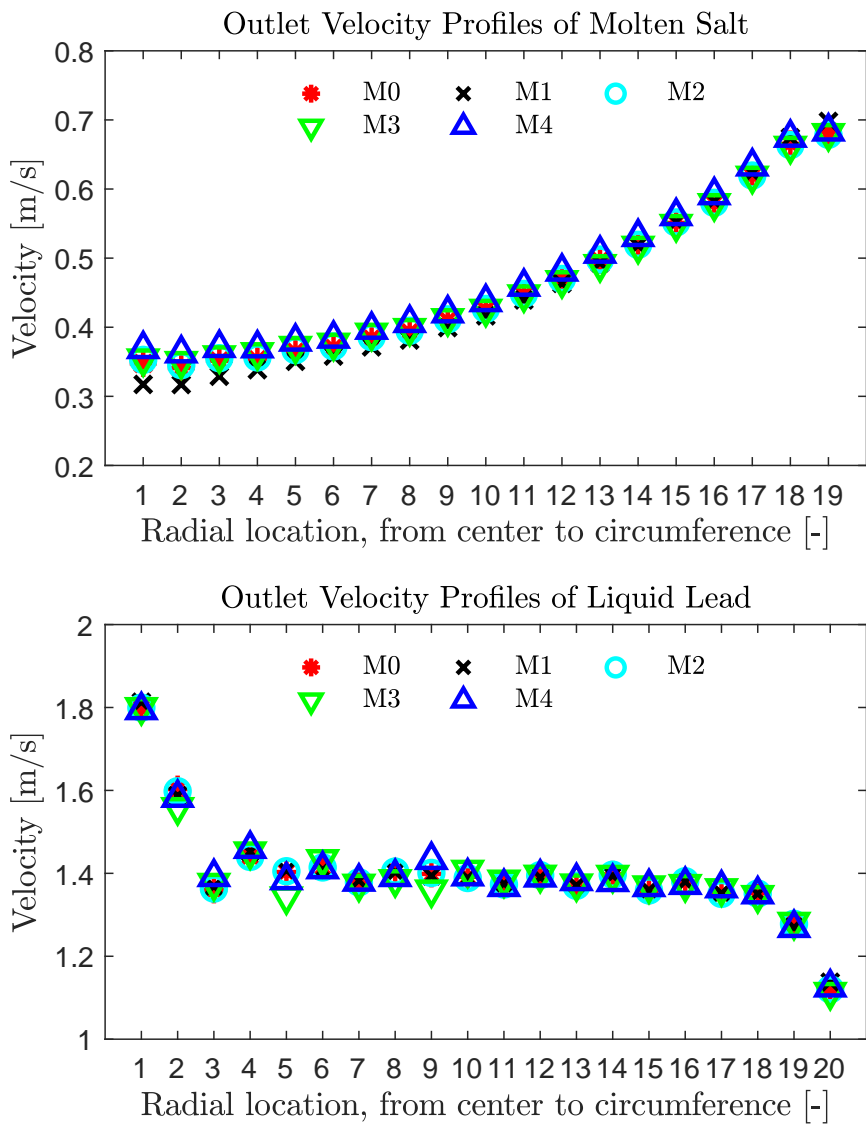 Outlet Velocity Profiles of Molten Salt
0.8
0.7
0.6
0.5
0.4
0.3
0.2
Velocity [m/s]
M0 M1 M2
M3 M4
1 2 3 4 5 6 7 8 9 10 11 12 13 14 15 16 17 18 19
Radial location, from center to circumference [-]
Outlet Velocity Profiles of Liquid Lead
2
1.8
1.6
1.4
1.2
1
Velocity [m/s]
M0 M1 M2
M3 M4
1 2 3 4 5 6 7 8 9 10 11 12 13 14 15 16 17 18 19 20
Radial location, from center to circumference [-]